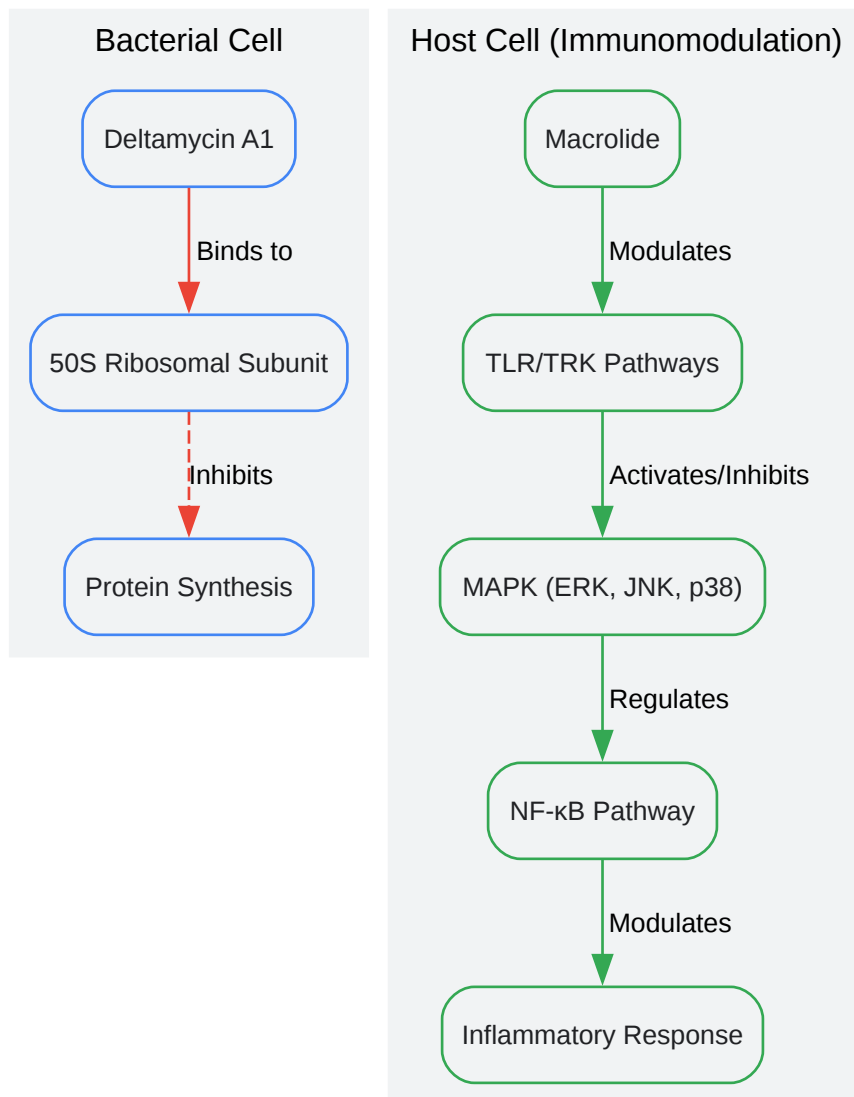 Bacterial Cell
Deltamycin A1
Binds to
50S Ribosomal Subunit
Inhibits
Protein Synthesis
Host Cell (Immunomodulation)
Macrolide
Modulates
TLR/TRK Pathways
Activates/Inhibits
MAPK (ERK, JNK, p38)
Regulates
NF-κB Pathway
Modulates
Inflammatory Response